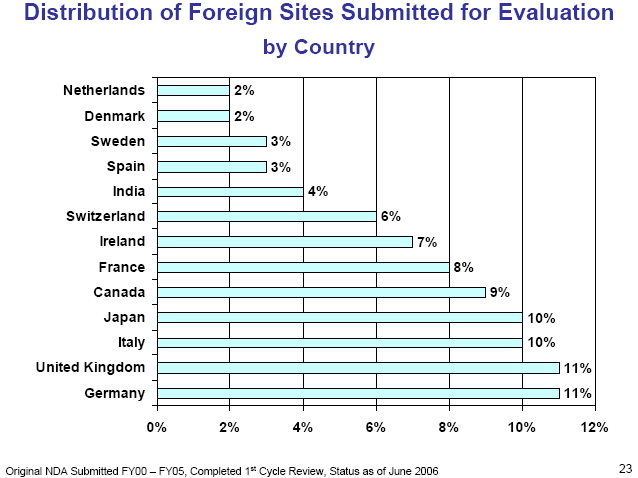 Distribution of Foreign Sites Submitted for Evaluation
by Country
Netherlands 2%
Denmark 2%
Sweden 3%
Spain 3%
India 4%
Switzerland 6%
Ireland 7%
France 8%
Canada 9%
Japan 10%
Italy 10%
United Kingdom 11%
Germany 11%
0% 2% 4% 6% 8% 10% 12%
Original NDA Submitted FY00 – FY05, Completed 1st Cycle Review, Status as of June 2006 23